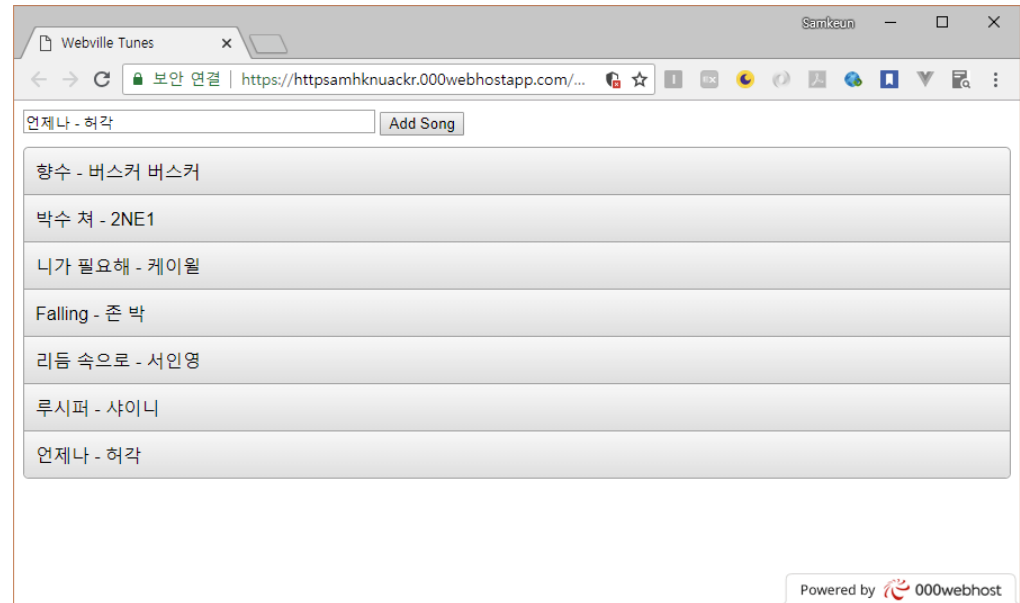 Samkeun
Webville Tunes
보안 연결 | https://httpsamhknuackr.000webhostapp.com/...
언제나 - 허각 Add Song
향수 - 버스커 버스커
박수 쳐 - 2NE1
니가 필요해 - 케이윌
Falling - 존 박
리듬 속으로 - 서인영
루시퍼 - 샤이니
언제나 - 허각
Powered by 000webhost